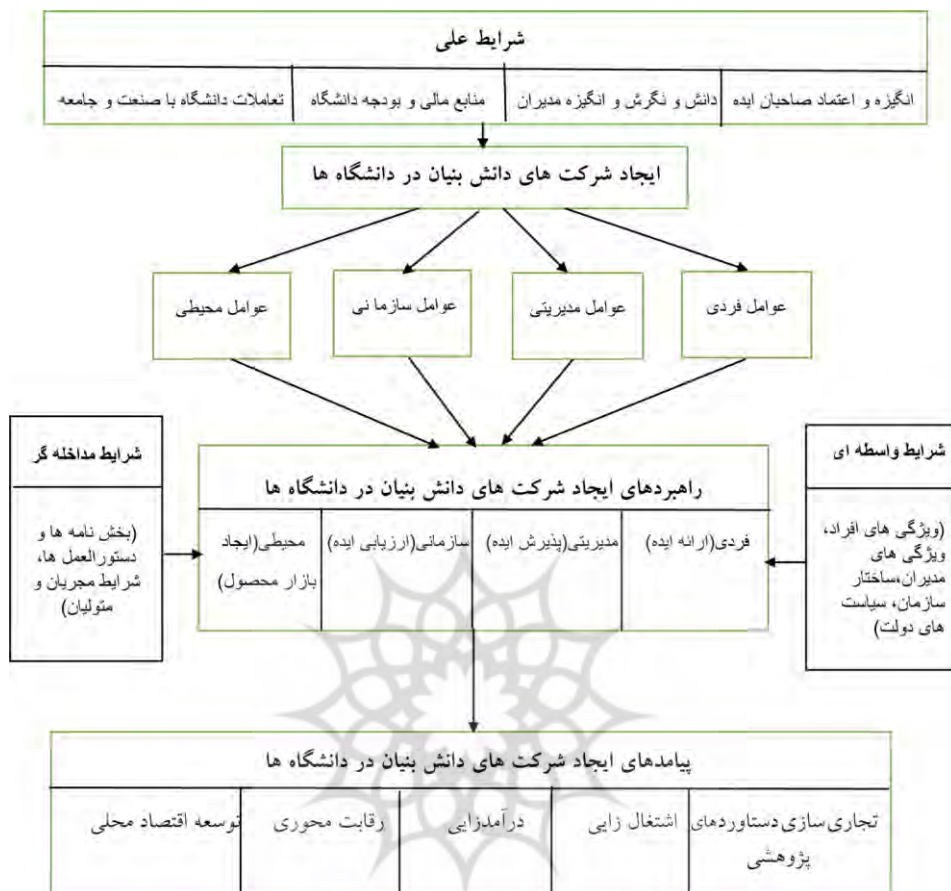 شرایط علی
انگیزه و اعتماد صاحبان ایده
دانش و نگرش و انگیزه مدیران
منابع مالی و بودجه دانشگاه
تعاملات دانشگاه با صنعت و جامعه
ایجاد شرکت های دانش بنیان در دانشگاه ها
عوامل فردی
عوامل مدیریتی
عوامل سازما نی
عوامل محیطی
شرایط واسطه ای
(ویژگی های افراد،
ویژگی های
مدیران،ساختار
سازمان، سیاست
های دولت)
راهبردهای ایجاد شرکت های دانش بنیان در دانشگاه ها
فردی(ارائه ایده)
مدیریتی(پذیرش ایده)
سازمانی(ارزیابی ایده)
محیطی(ایجاد
بازار محصول)
شرایط مداخله گر
(بخش نامه ها و
دستورالعمل ها،
شرایط مجریان و
متولیان)
پیامدهای ایجاد شرکت های دانش بنیان در دانشگاه ها
تجاری سازی دستاوردهای
پژوهشی
اشتغال زایی
درآمدزایی
رقابت محوری
توسعه اقتصاد محلی